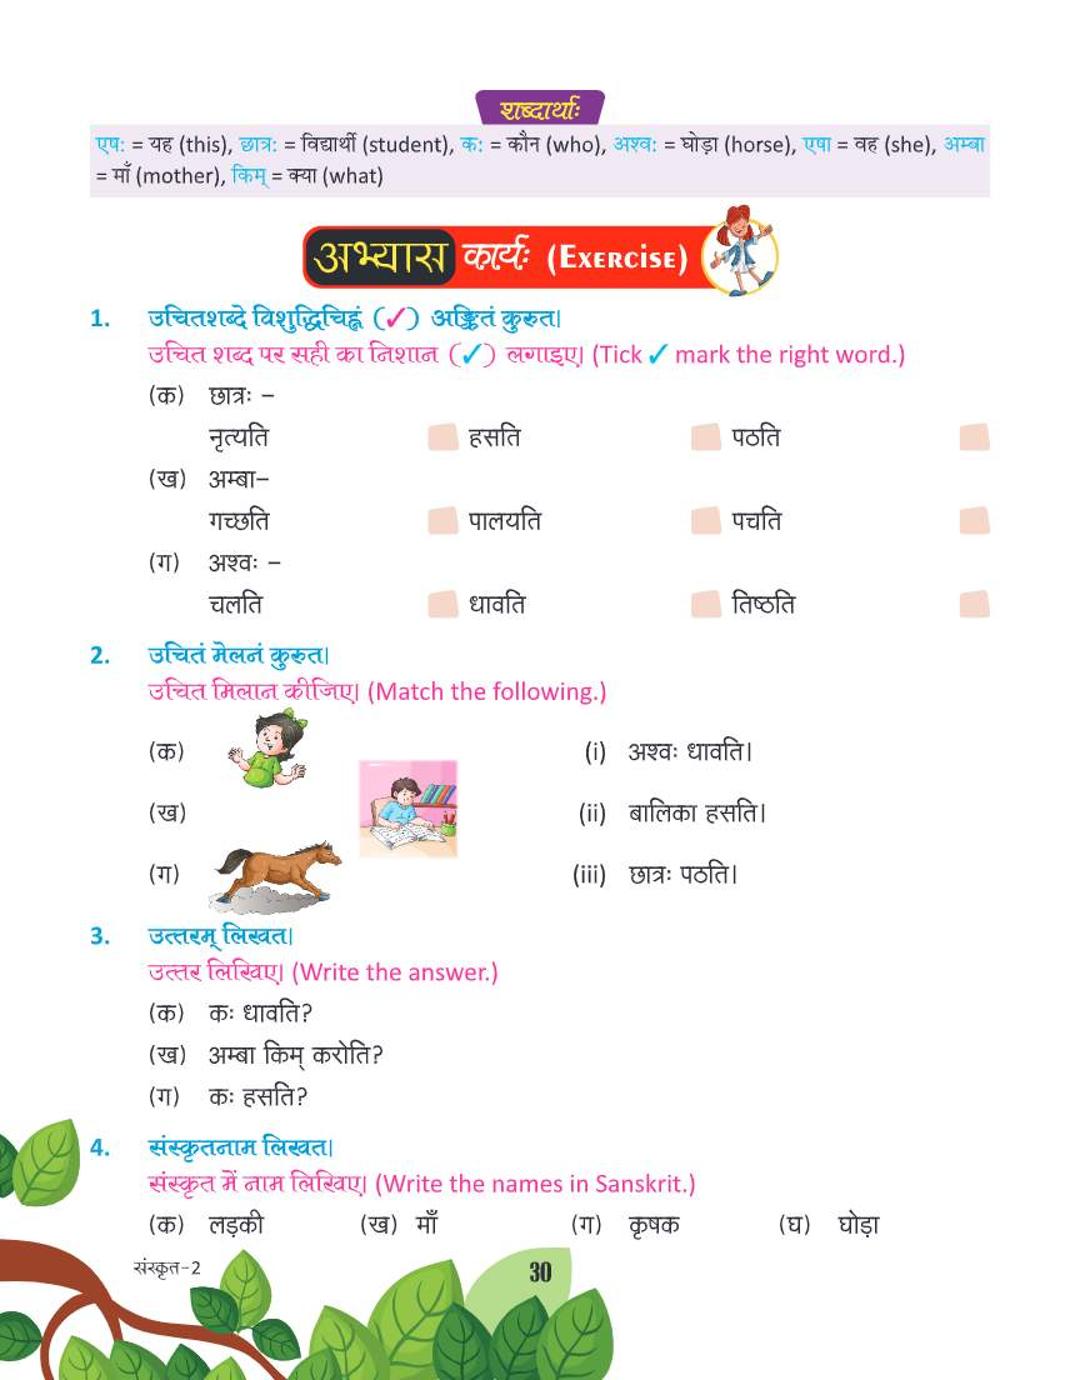 शब्दार्थाः
एषः = यह (this), छात्रः = विद्यार्थी (student), कः = कौन (who), अश्वः = घोड़ा (horse), एषा = वह (she), अम्बा
= माँ (mother), किम् = क्या (what)
अभ्यास कार्यः (Exercise)
1. उचितशब्दे विशुद्धिचिह्नं (✓) अङ्कितं कुरुत।
उचित शब्द पर सही का निशान (✓) लगाइए। (Tick ✓ mark the right word.)
(क) छात्रः –
नृत्यति हसति पठति
(ख) अम्बा–
गच्छति पालयति पचति
(ग) अश्वः –
चलति धावति तिष्ठति
2. उचितं मेलनं कुरुत।
उचित मिलान कीजिए। (Match the following.)
(क) (i) अश्वः धावति।
(ख) (ii) बालिका हसति।
(ग) (iii) छात्रः पठति।
3. उत्तरम् लिखत।
उत्तर लिखिए। (Write the answer.)
(क) कः धावति?
(ख) अम्बा किम् करोति?
(ग) कः हसति?
4. संस्कृतनाम लिखत।
संस्कृत में नाम लिखिए। (Write the names in Sanskrit.)
(क) लड़की (ख) माँ (ग) कृषक (घ) घोड़ा
संस्कृत-2 30